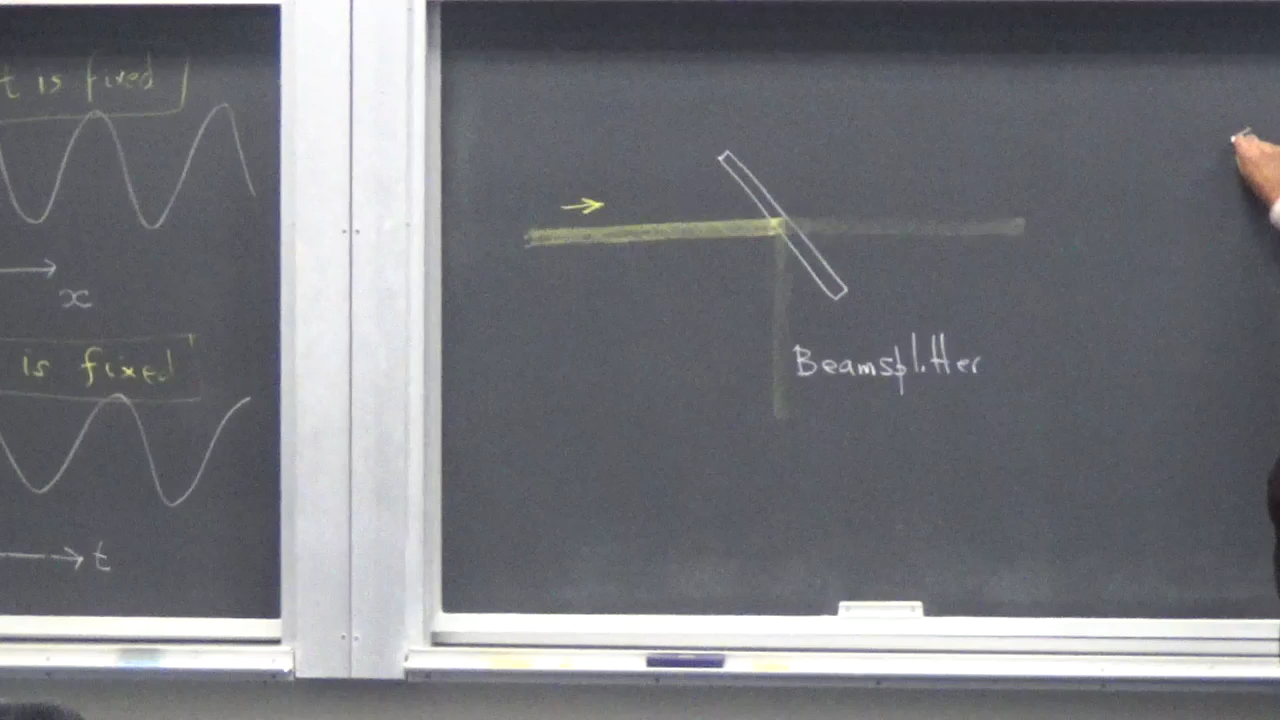 t is fixed
x
is fixed
t
Beamsplitter